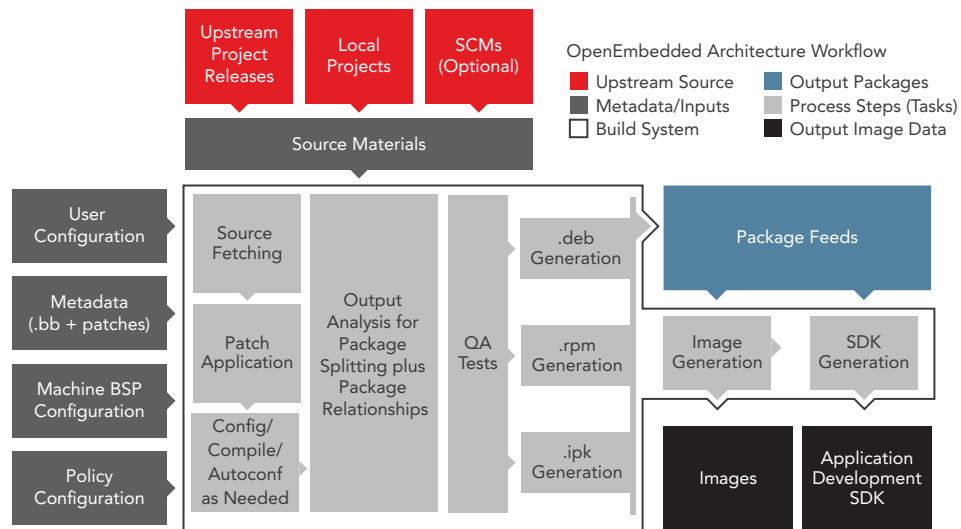 Upstream
Project
Releases
Local
Projects
SCMs
(Optional)
OpenEmbedded Architecture Workflow
Upstream Source
Output Packages
Metadata/Inputs
Process Steps (Tasks)
Build System
Output Image Data
Source Materials
User
Configuration
Metadata
(.bb + patches)
Machine BSP
Configuration
Policy
Configuration
Source
Fetching
Patch
Application
Config/
Compile/
Autoconf
as Needed
Output
Analysis for
Package
Splitting plus
Package
Relationships
QA
Tests
.deb
Generation
.rpm
Generation
.ipk
Generation
Package Feeds
Image
Generation
SDK
Generation
Images
Application
Development
SDK